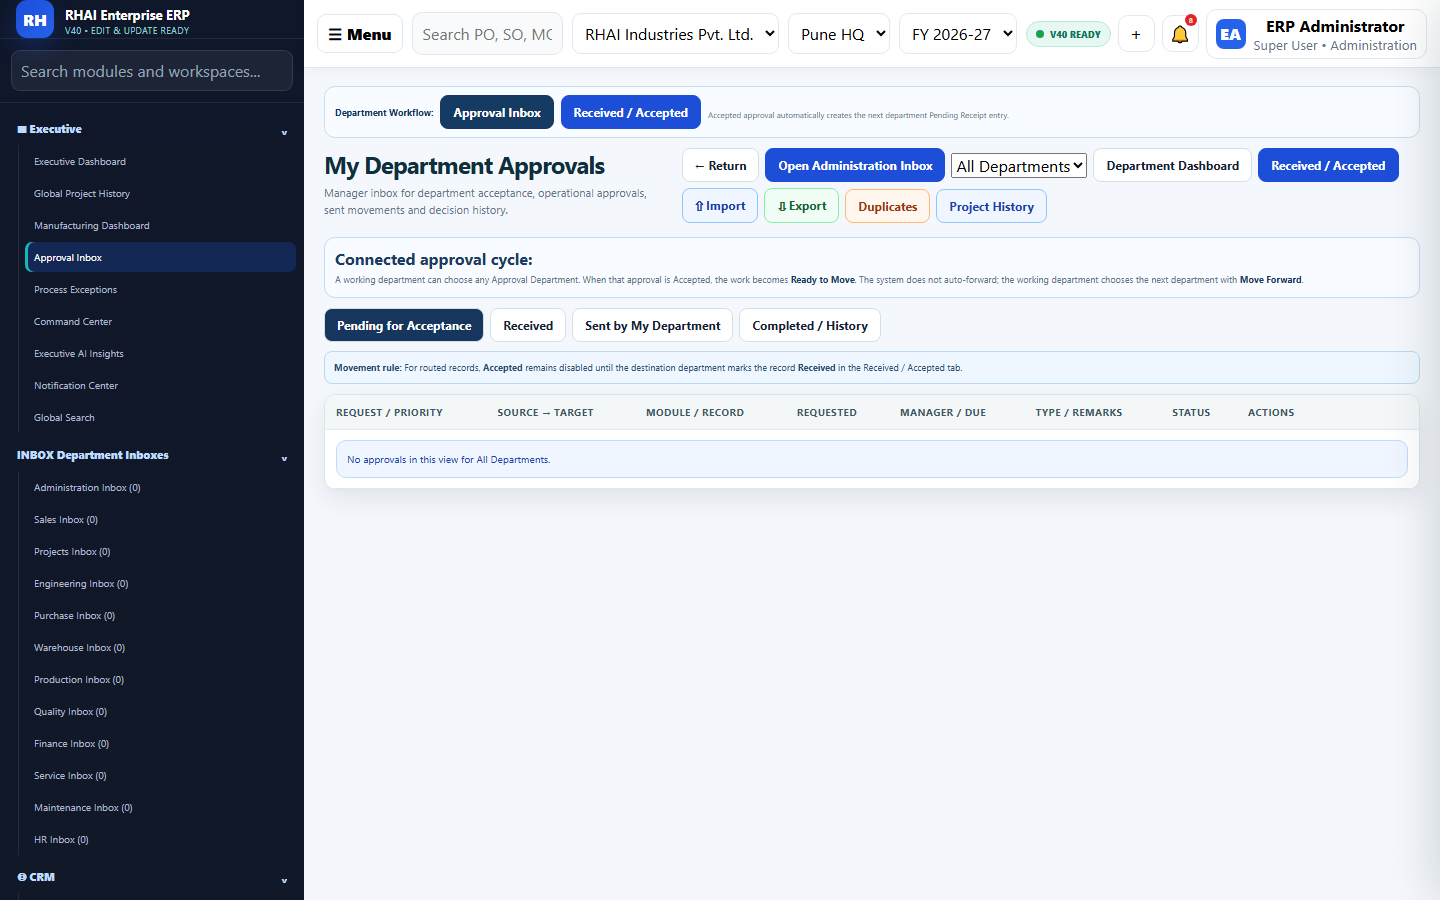 RH
RHAI Enterprise ERP
V40 • EDIT & UPDATE READY
Search modules and workspaces...
Executive
Executive Dashboard
Global Project History
Manufacturing Dashboard
Approval Inbox
Process Exceptions
Command Center
Executive AI Insights
Notification Center
Global Search
INBOX Department Inboxes
Administration Inbox (0)
Sales Inbox (0)
Projects Inbox (0)
Engineering Inbox (0)
Purchase Inbox (0)
Warehouse Inbox (0)
Production Inbox (0)
Quality Inbox (0)
Finance Inbox (0)
Service Inbox (0)
Maintenance Inbox (0)
HR Inbox (0)
CRM
☰ Menu
Search PO, SO, MO
RHAI Industries Pvt. Ltd.
Pune HQ
FY 2026-27
V40 READY
+
8
EA
ERP Administrator
Super User • Administration
Department Workflow:
Approval Inbox
Received / Accepted
Accepted approval automatically creates the next department Pending Receipt entry.
My Department Approvals
Manager inbox for department acceptance, operational approvals,
sent movements and decision history.
← Return
Open Administration Inbox
All Departments
Department Dashboard
Received / Accepted
⇧ Import
⇩ Export
Duplicates
Project History
Connected approval cycle:
A working department can choose any Approval Department. When that approval is Accepted, the work becomes Ready to Move. The system does not auto-forward; the working department chooses the next department with Move Forward.
Pending for Acceptance
Received
Sent by My Department
Completed / History
Movement rule: For routed records, Accepted remains disabled until the destination department marks the record Received in the Received / Accepted tab.
REQUEST / PRIORITY
SOURCE → TARGET
MODULE / RECORD
REQUESTED
MANAGER / DUE
TYPE / REMARKS
STATUS
ACTIONS
No approvals in this view for All Departments.